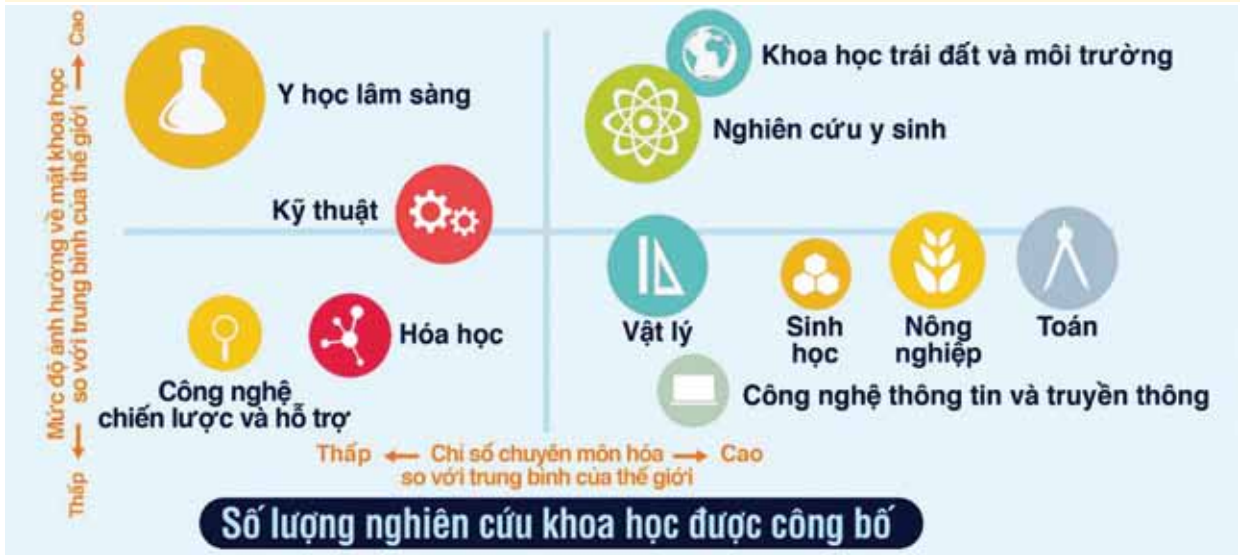 Cao
Mức độ ảnh hưởng về mặt khoa học
so với trung bình của thế giới
Thấp
Khoa học trái đất và môi trường
Y học lâm sàng
Nghiên cứu y sinh
Kỹ thuật
Vật lý
Sinh
học
Nông
nghiệp
Toán
Hóa học
Công nghệ
chiến lược và hỗ trợ
Công nghệ thông tin và truyền thông
Thấp
Chỉ số chuyên môn hóa
so với trung bình của thế giới
Cao
Số lượng nghiên cứu khoa học được công bố